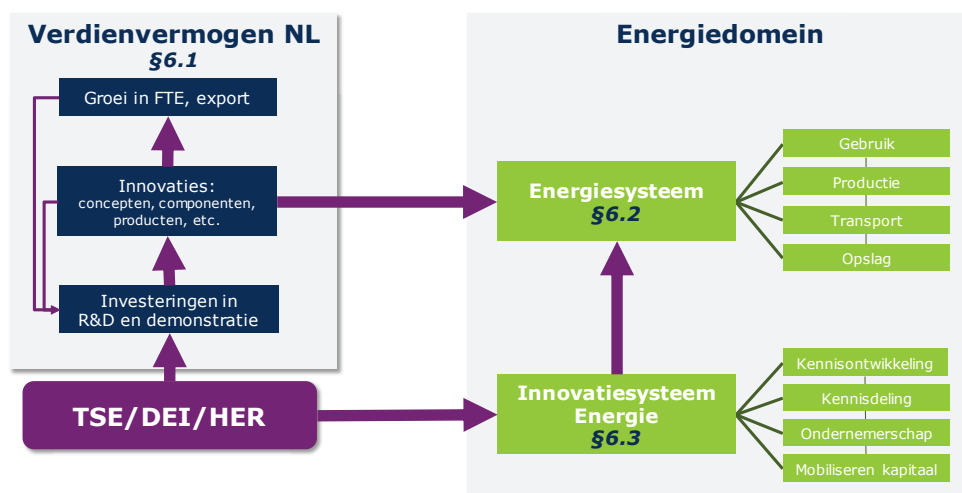 Verdienvermogen NL
§6.1
Groei in FTE, export
Innovaties:
concepten, componenten,
producten, etc.
Investeringen in
R&D en demonstratie
TSE/DEI/HER
Energiedomein
Energiesysteem
§6.2
Gebruik
Productie
Transport
Opslag
Innovatiesysteem
Energie
§6.3
Kennisontwikkeling
Kennisdeling
Ondernemerschap
Mobiliseren kapitaal